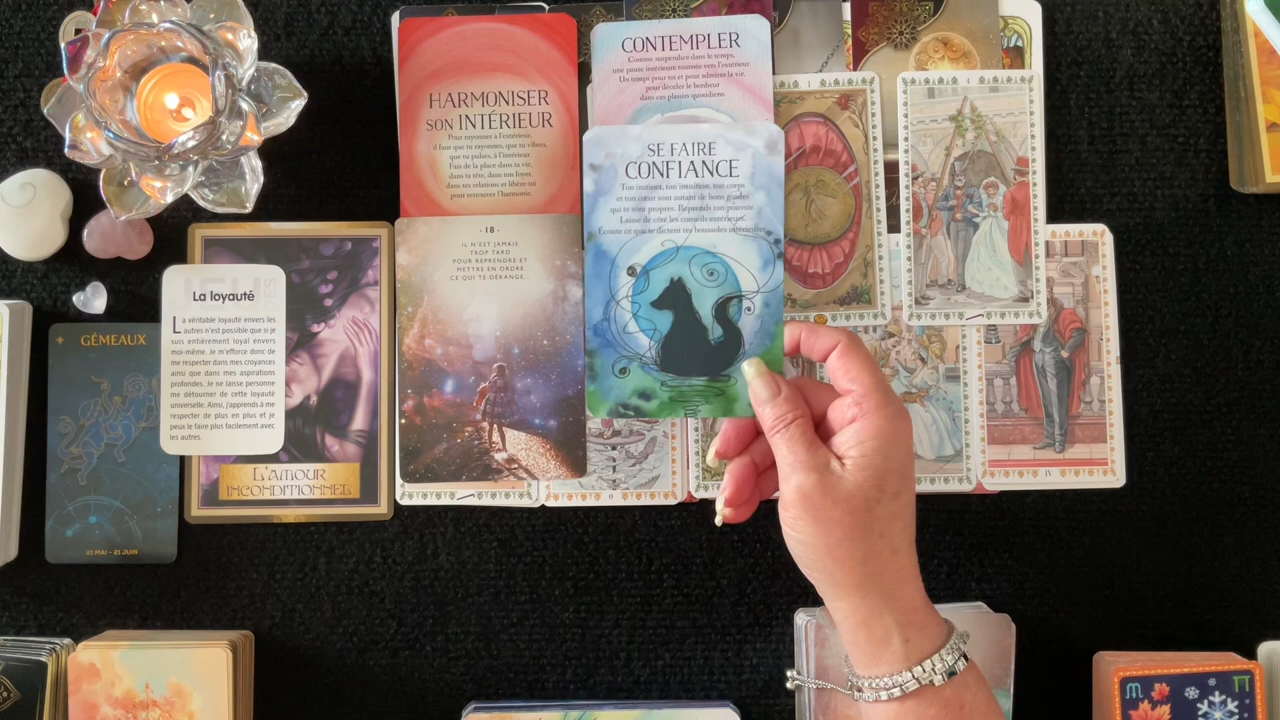 HARMONISER
SON INTÉRIEUR
Pour rayonner à l'extérieur,
il faut que tu rayonnes, que tu vibres,
que tu pulses, à l'intérieur.
Fais de la place dans ta vie,
dans ta tête, dans ton foyer,
dans tes relations et libère-toi
pour retrouver l'harmonie.
CONTEMPLER
Comme suspendre dans le temps,
une pause intérieure tournée vers l'extérieur.
Un temps pour toi et pour admirer la vie,
pour déceler le bonheur
dans ces plaisirs quotidiens.
SE FAIRE
CONFIANCE
Ton instinct, ton intuition, ton corps
et ton cœur sont autant de bons guides
qui te sont propres. Reprends ton pouvoir.
Laisse de côté les conseils extérieurs.
Écoute ce que te dictent tes boussoles intérieures.
1
4
- 18 -
IL N'EST JAMAIS
TROP TARD
POUR REPRENDRE ET
METTRE EN ORDRE
CE QUI TE DÉRANGE...
La loyauté
La véritable loyauté envers les
autres n'est possible que si je
suis entièrement loyal envers
moi-même. Je m'efforce donc de
me respecter dans mes croyances
ainsi que dans mes aspirations
profondes. Je ne laisse personne
me détourner de cette loyauté
universelle. Ainsi, j'apprends à me
respecter de plus en plus et je
peux le faire plus facilement avec
les autres.
GÉMEAUX
21 MAI - 21 JUIN
L'AMOUR
INCONDITIONNEL
0
IV